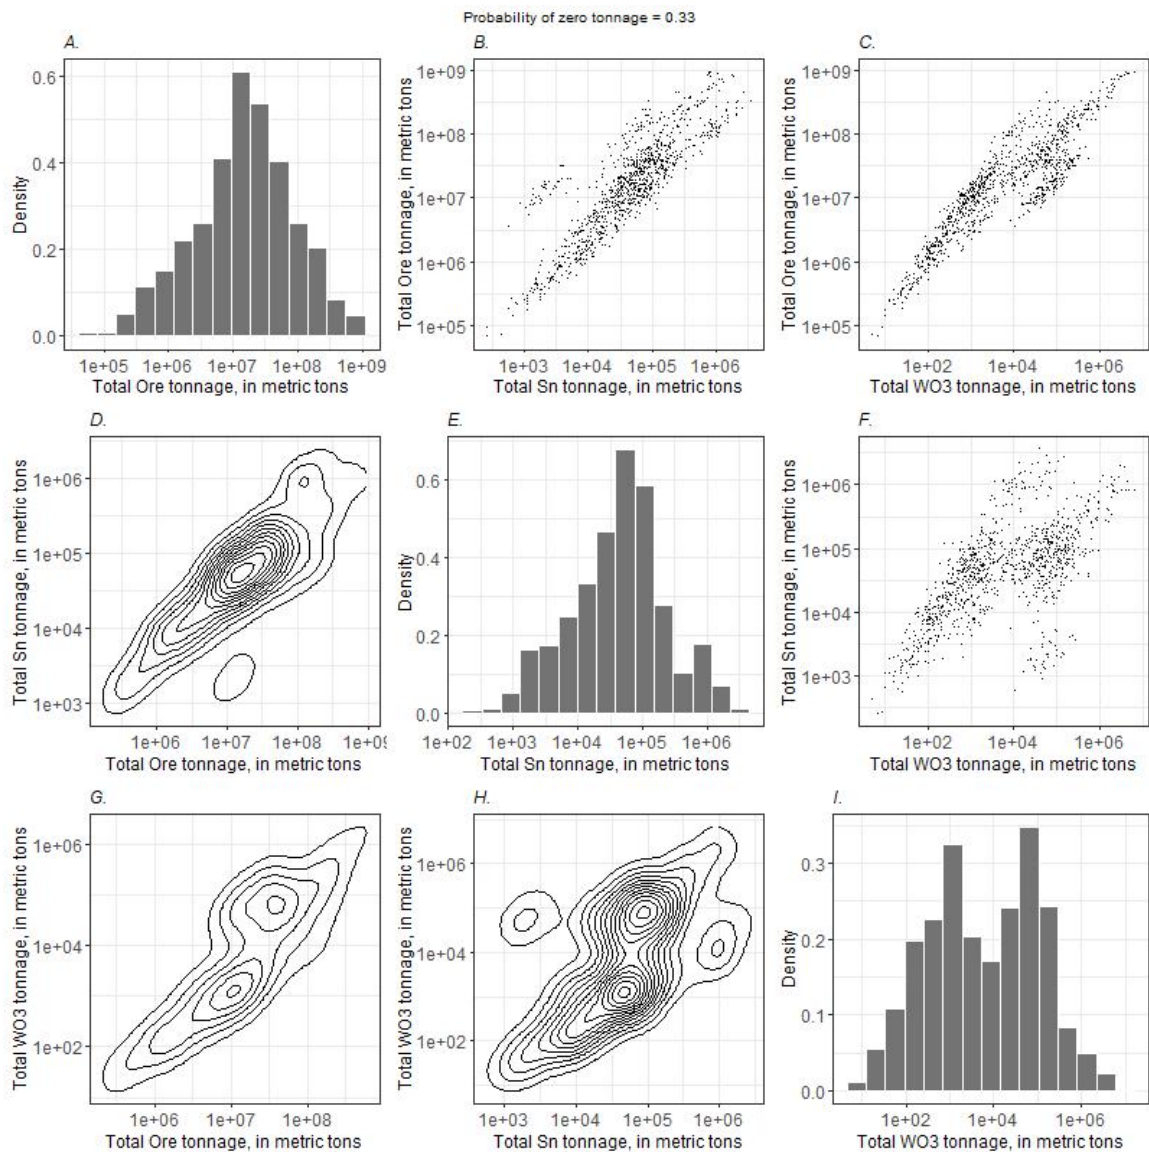 Probability of zero tonnage = 0.33
A.
Density
0.6
0.4
0.2
0.0
1e+05 1e+06 1e+07 1e+08 1e+09
Total Ore tonnage, in metric tons
B.
Total Ore tonnage, in metric tons
1e+09
1e+08
1e+07
1e+06
1e+05
1e+03 1e+04 1e+05 1e+06
Total Sn tonnage, in metric tons
C.
Total Ore tonnage, in metric tons
1e+09
1e+08
1e+07
1e+06
1e+05
1e+02 1e+04 1e+06
Total WO3 tonnage, in metric tons
D.
Total Sn tonnage, in metric tons
1e+06
1e+05
1e+04
1e+03
1e+06 1e+07 1e+08 1e+09
Total Ore tonnage, in metric tons
E.
Density
0.6
0.4
0.2
0.0
1e+02 1e+03 1e+04 1e+05 1e+06
Total Sn tonnage, in metric tons
F.
Total Sn tonnage, in metric tons
1e+06
1e+05
1e+04
1e+03
1e+02 1e+04 1e+06
Total WO3 tonnage, in metric tons
G.
Total WO3 tonnage, in metric tons
1e+06
1e+04
1e+02
1e+06 1e+07 1e+08
Total Ore tonnage, in metric tons
H.
Total WO3 tonnage, in metric tons
1e+06
1e+04
1e+02
1e+03 1e+04 1e+05 1e+06
Total Sn tonnage, in metric tons
I.
Density
0.3
0.2
0.1
0.0
1e+02 1e+04 1e+06
Total WO3 tonnage, in metric tons